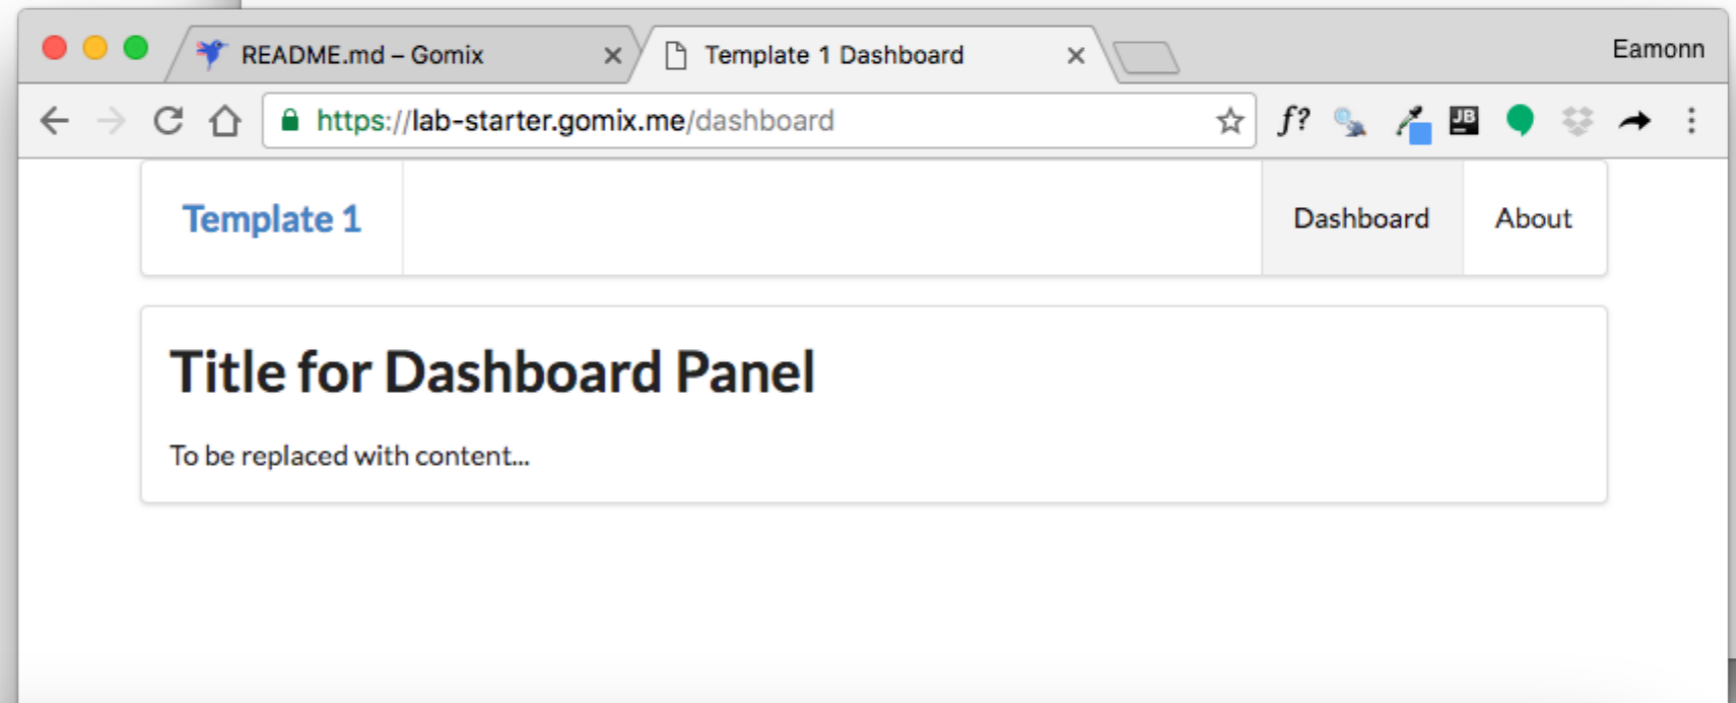 README.md – Gomix
Template 1 Dashboard
Eamonn
https://lab-starter.gomix.me/dashboard
f?
JB
Template 1
Dashboard
About
Title for Dashboard Panel
To be replaced with content...